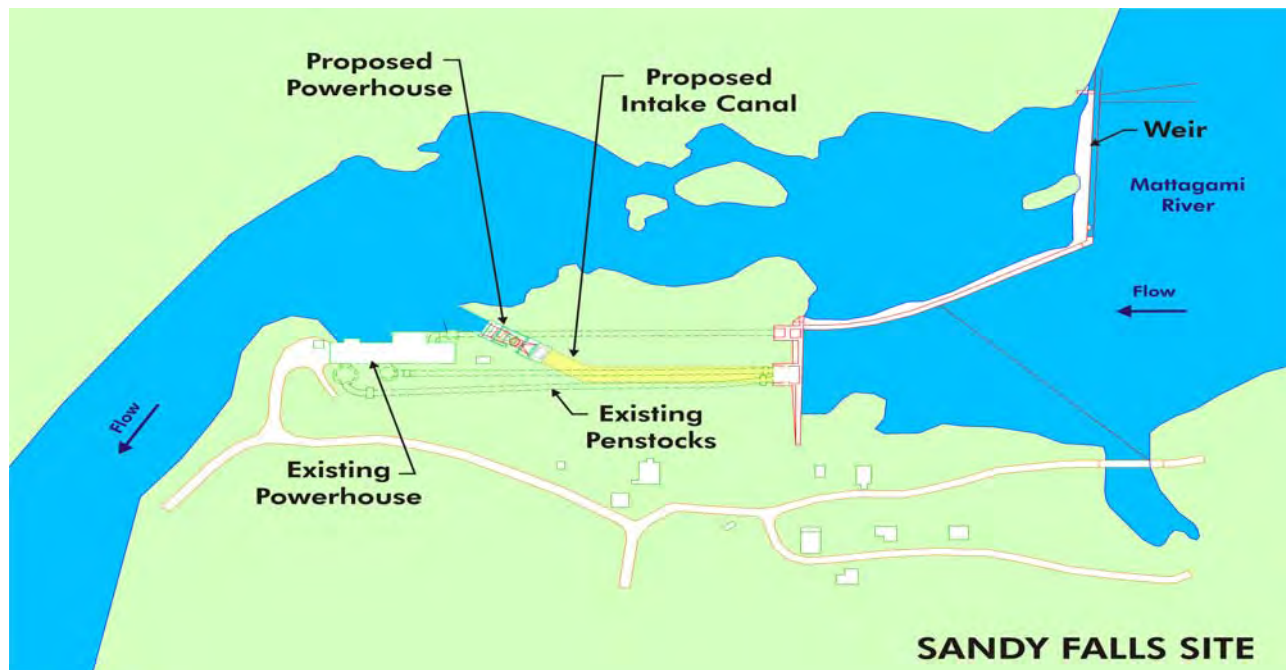 Proposed
Powerhouse
Proposed
Intake Canal
Weir
Mattagami
River
Flow
Existing
Penstocks
Flow
Existing
Powerhouse
SANDY FALLS SITE